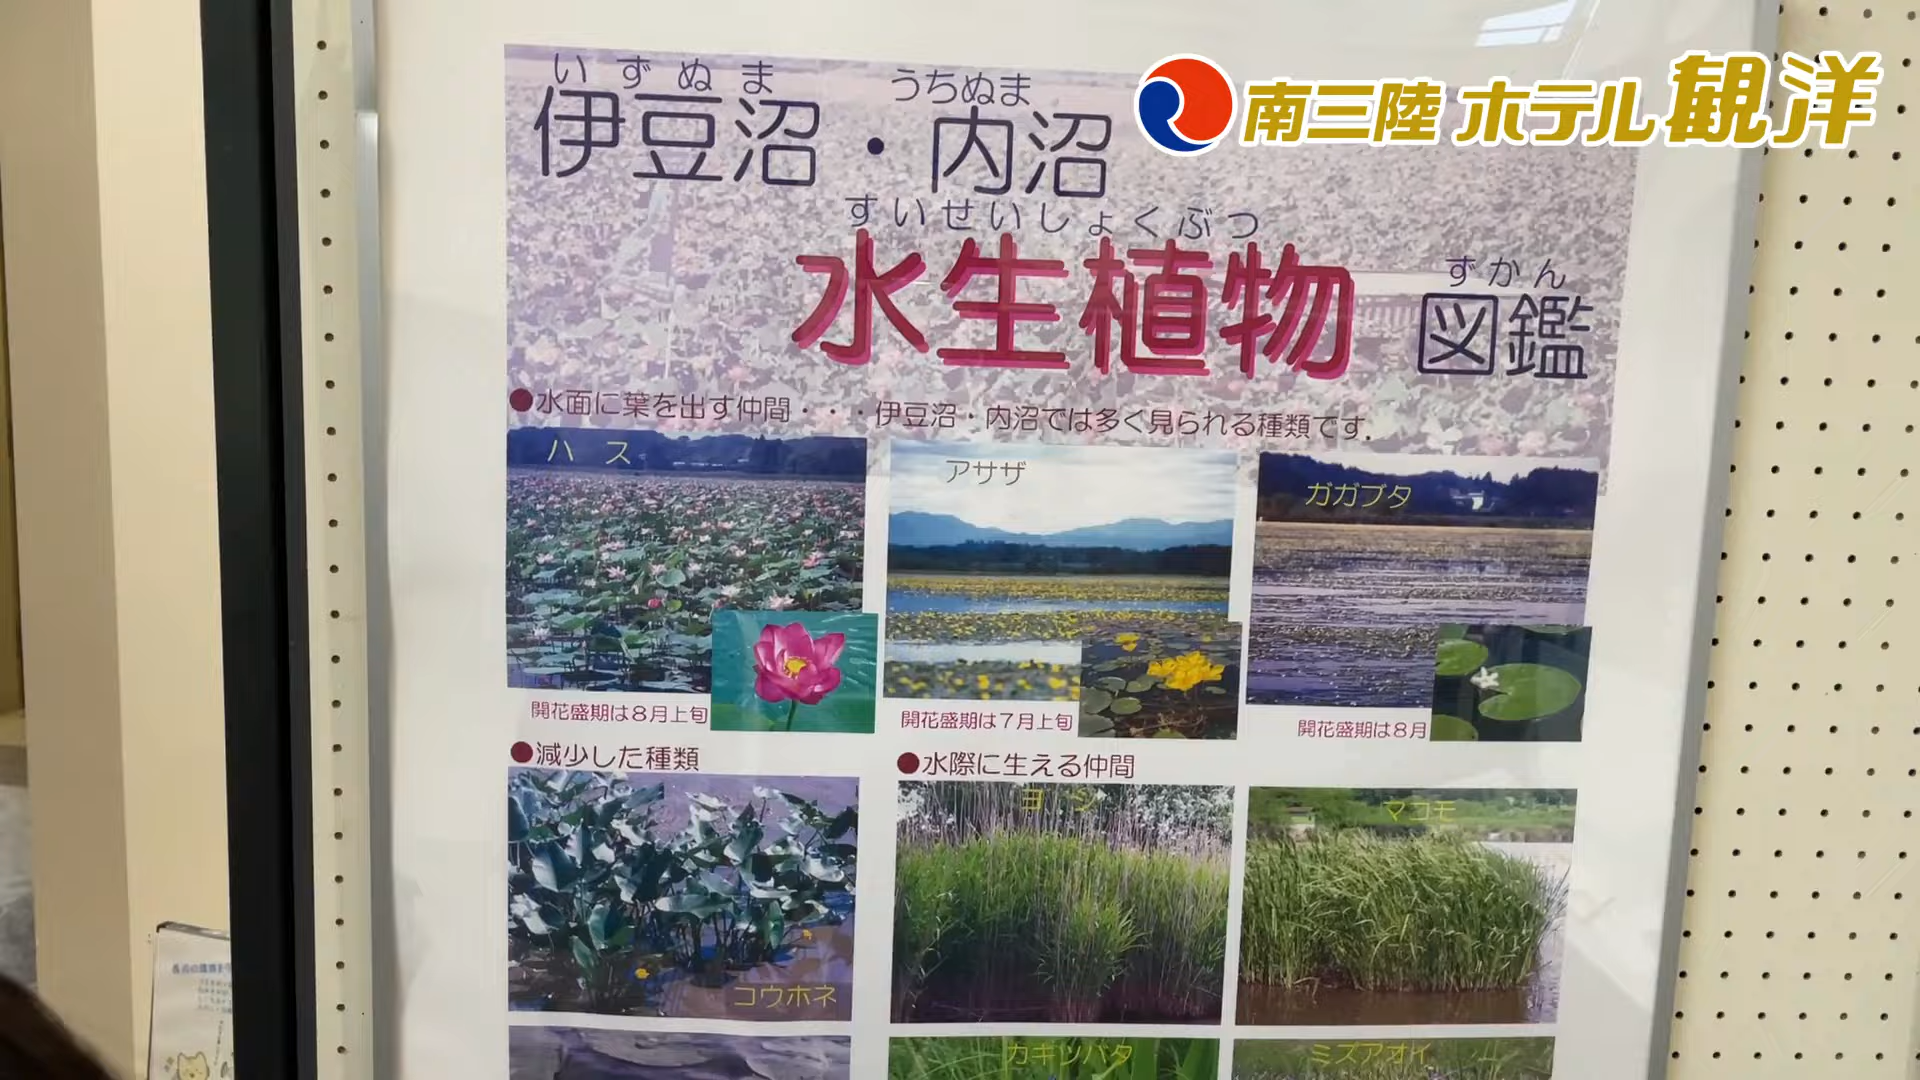 南三陸 ホテル 観洋
いずぬま うちぬま
伊豆沼・内沼
すいせいしょくぶつ
水生植物
ずかん
図鑑
●水面に葉を出す仲間・・・伊豆沼・内沼では多く見られる種類です.
ハス
アサザ
ガガブタ
開花盛期は8月上旬
開花盛期は7月上旬
開花盛期は8月
●減少した種類
●水際に生える仲間
ヨシ
マコモ
コウホネ
カキツバタ
ミズアオイ